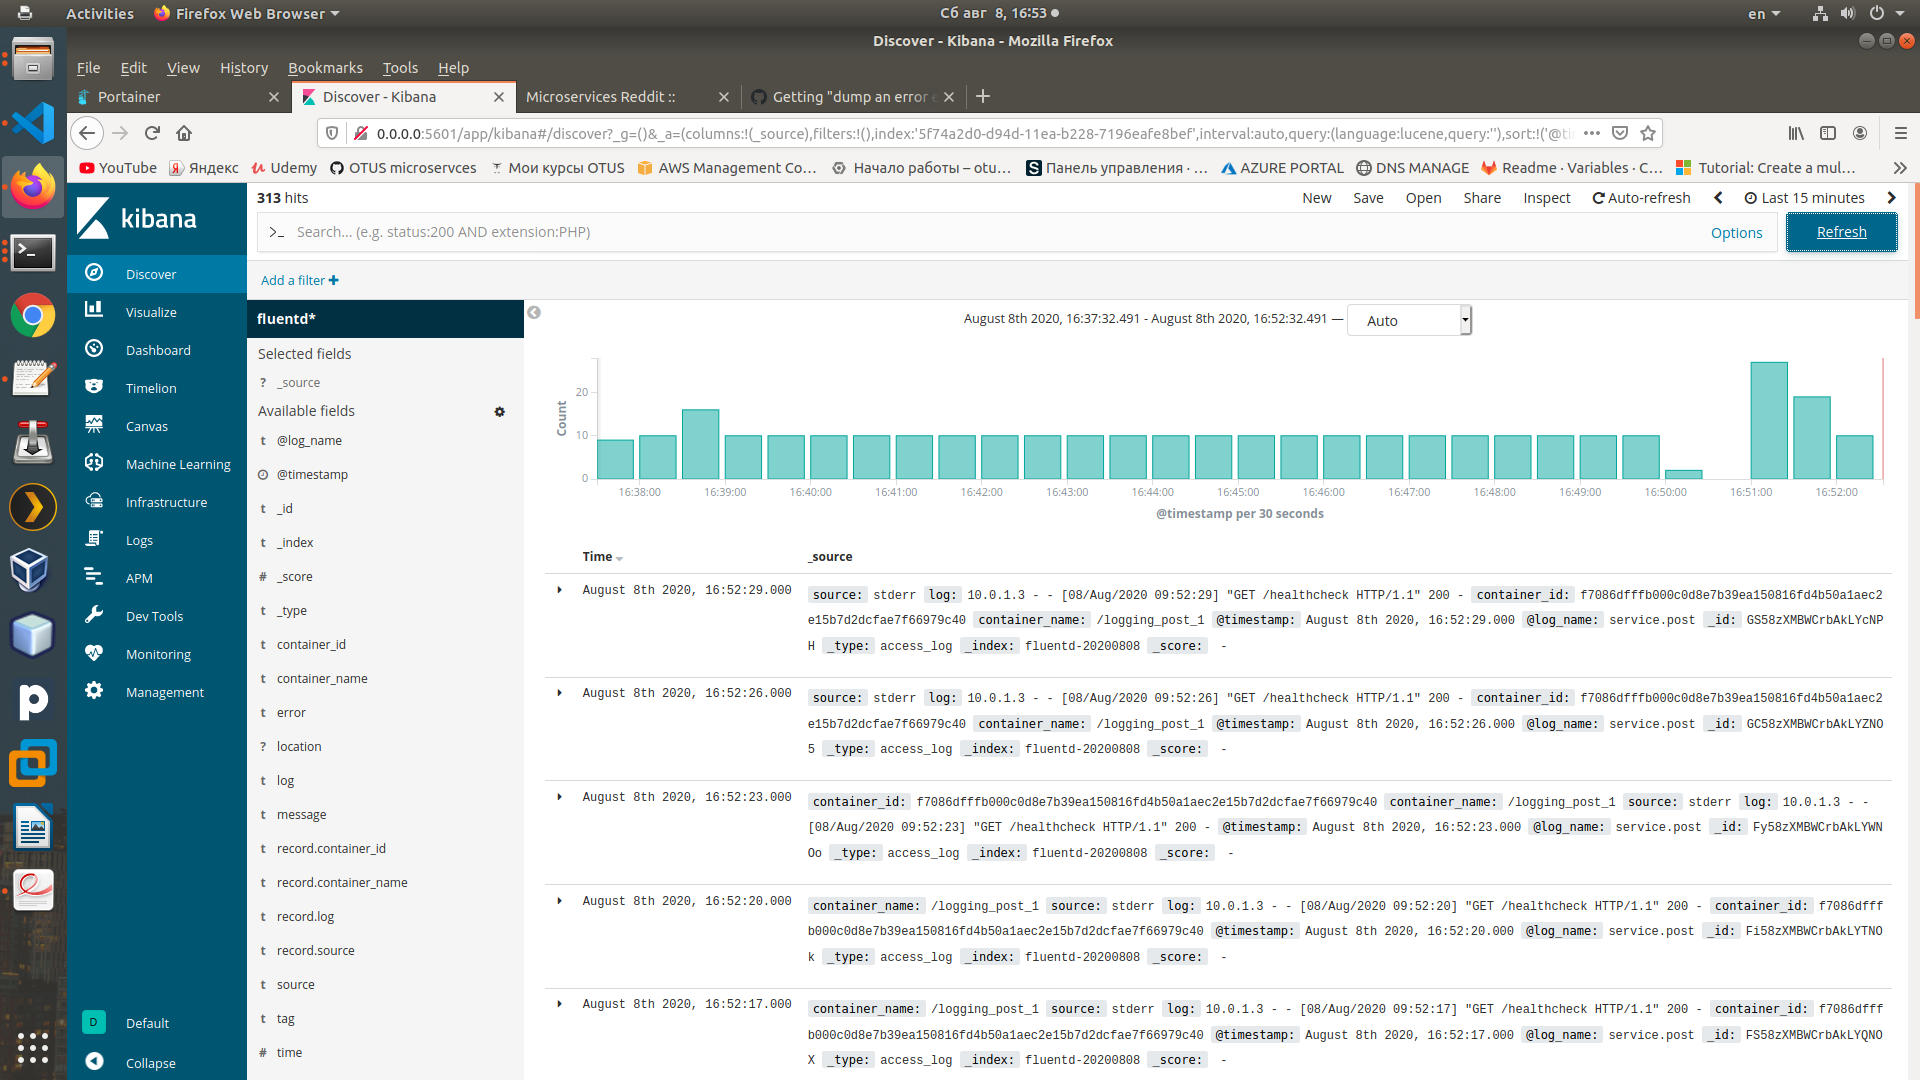 Activities Firefox Web Browser Сб авг 8, 16:53 en
Discover - Kibana - Mozilla Firefox
File Edit View History Bookmarks Tools Help
Portainer Discover - Kibana Microservices Reddit :: Getting "dump an error
0.0.0.0:5601/app/kibana#/discover?_g=()&_a=(columns:!(_source),filters:!(),index:'5f74a2d0-d94d-11ea-b228-7196eafe8bef',interval:auto,query:(language:lucene,query:''),sort:!('@ti
YouTube Яндекс Udemy OTUS microservces Мои курсы OTUS AWS Management Co… Начало работы – otu… Панель управления · … AZURE PORTAL DNS MANAGE Readme · Variables · C… Tutorial: Create a mul…
kibana
Discover
Visualize
Dashboard
Timelion
Canvas
Machine Learning
Infrastructure
Logs
APM
Dev Tools
Monitoring
Management
D Default
Collapse
313 hits New Save Open Share Inspect Auto-refresh Last 15 minutes
>_ Search... (e.g. status:200 AND extension:PHP) Options Refresh
Add a filter
fluentd*
Selected fields
? _source
Available fields
t @log_name
@timestamp
t _id
t _index
# _score
t _type
t container_id
t container_name
t error
? location
t log
t message
t record.container_id
t record.container_name
t record.log
t record.source
t source
t tag
# time
August 8th 2020, 16:37:32.491 - August 8th 2020, 16:52:32.491 — Auto
Count
20
10
0
16:38:00 16:39:00 16:40:00 16:41:00 16:42:00 16:43:00 16:44:00 16:45:00 16:46:00 16:47:00 16:48:00 16:49:00 16:50:00 16:51:00 16:52:00
@timestamp per 30 seconds
Time _source
August 8th 2020, 16:52:29.000 source: stderr log: 10.0.1.3 - - [08/Aug/2020 09:52:29] "GET /healthcheck HTTP/1.1" 200 - container_id: f7086dfffb000c0d8e7b39ea150816fd4b50a1aec2
e15b7d2dcfae7f66979c40 container_name: /logging_post_1 @timestamp: August 8th 2020, 16:52:29.000 @log_name: service.post _id: GS58zXMBWCrbAkLYcNP
H _type: access_log _index: fluentd-20200808 _score: -
August 8th 2020, 16:52:26.000 source: stderr log: 10.0.1.3 - - [08/Aug/2020 09:52:26] "GET /healthcheck HTTP/1.1" 200 - container_id: f7086dfffb000c0d8e7b39ea150816fd4b50a1aec2
e15b7d2dcfae7f66979c40 container_name: /logging_post_1 @timestamp: August 8th 2020, 16:52:26.000 @log_name: service.post _id: GC58zXMBWCrbAkLYZNO
5 _type: access_log _index: fluentd-20200808 _score: -
August 8th 2020, 16:52:23.000 container_id: f7086dfffb000c0d8e7b39ea150816fd4b50a1aec2e15b7d2dcfae7f66979c40 container_name: /logging_post_1 source: stderr log: 10.0.1.3 - -
[08/Aug/2020 09:52:23] "GET /healthcheck HTTP/1.1" 200 - @timestamp: August 8th 2020, 16:52:23.000 @log_name: service.post _id: Fy58zXMBWCrbAkLYWN
Oo _type: access_log _index: fluentd-20200808 _score: -
August 8th 2020, 16:52:20.000 container_name: /logging_post_1 source: stderr log: 10.0.1.3 - - [08/Aug/2020 09:52:20] "GET /healthcheck HTTP/1.1" 200 - container_id: f7086dfff
b000c0d8e7b39ea150816fd4b50a1aec2e15b7d2dcfae7f66979c40 @timestamp: August 8th 2020, 16:52:20.000 @log_name: service.post _id: Fi58zXMBWCrbAkLYTNO
k _type: access_log _index: fluentd-20200808 _score: -
August 8th 2020, 16:52:17.000 container_name: /logging_post_1 source: stderr log: 10.0.1.3 - - [08/Aug/2020 09:52:17] "GET /healthcheck HTTP/1.1" 200 - container_id: f7086dfff
b000c0d8e7b39ea150816fd4b50a1aec2e15b7d2dcfae7f66979c40 @timestamp: August 8th 2020, 16:52:17.000 @log_name: service.post _id: FS58zXMBWCrbAkLYQNO
X _type: access_log _index: fluentd-20200808 _score: -